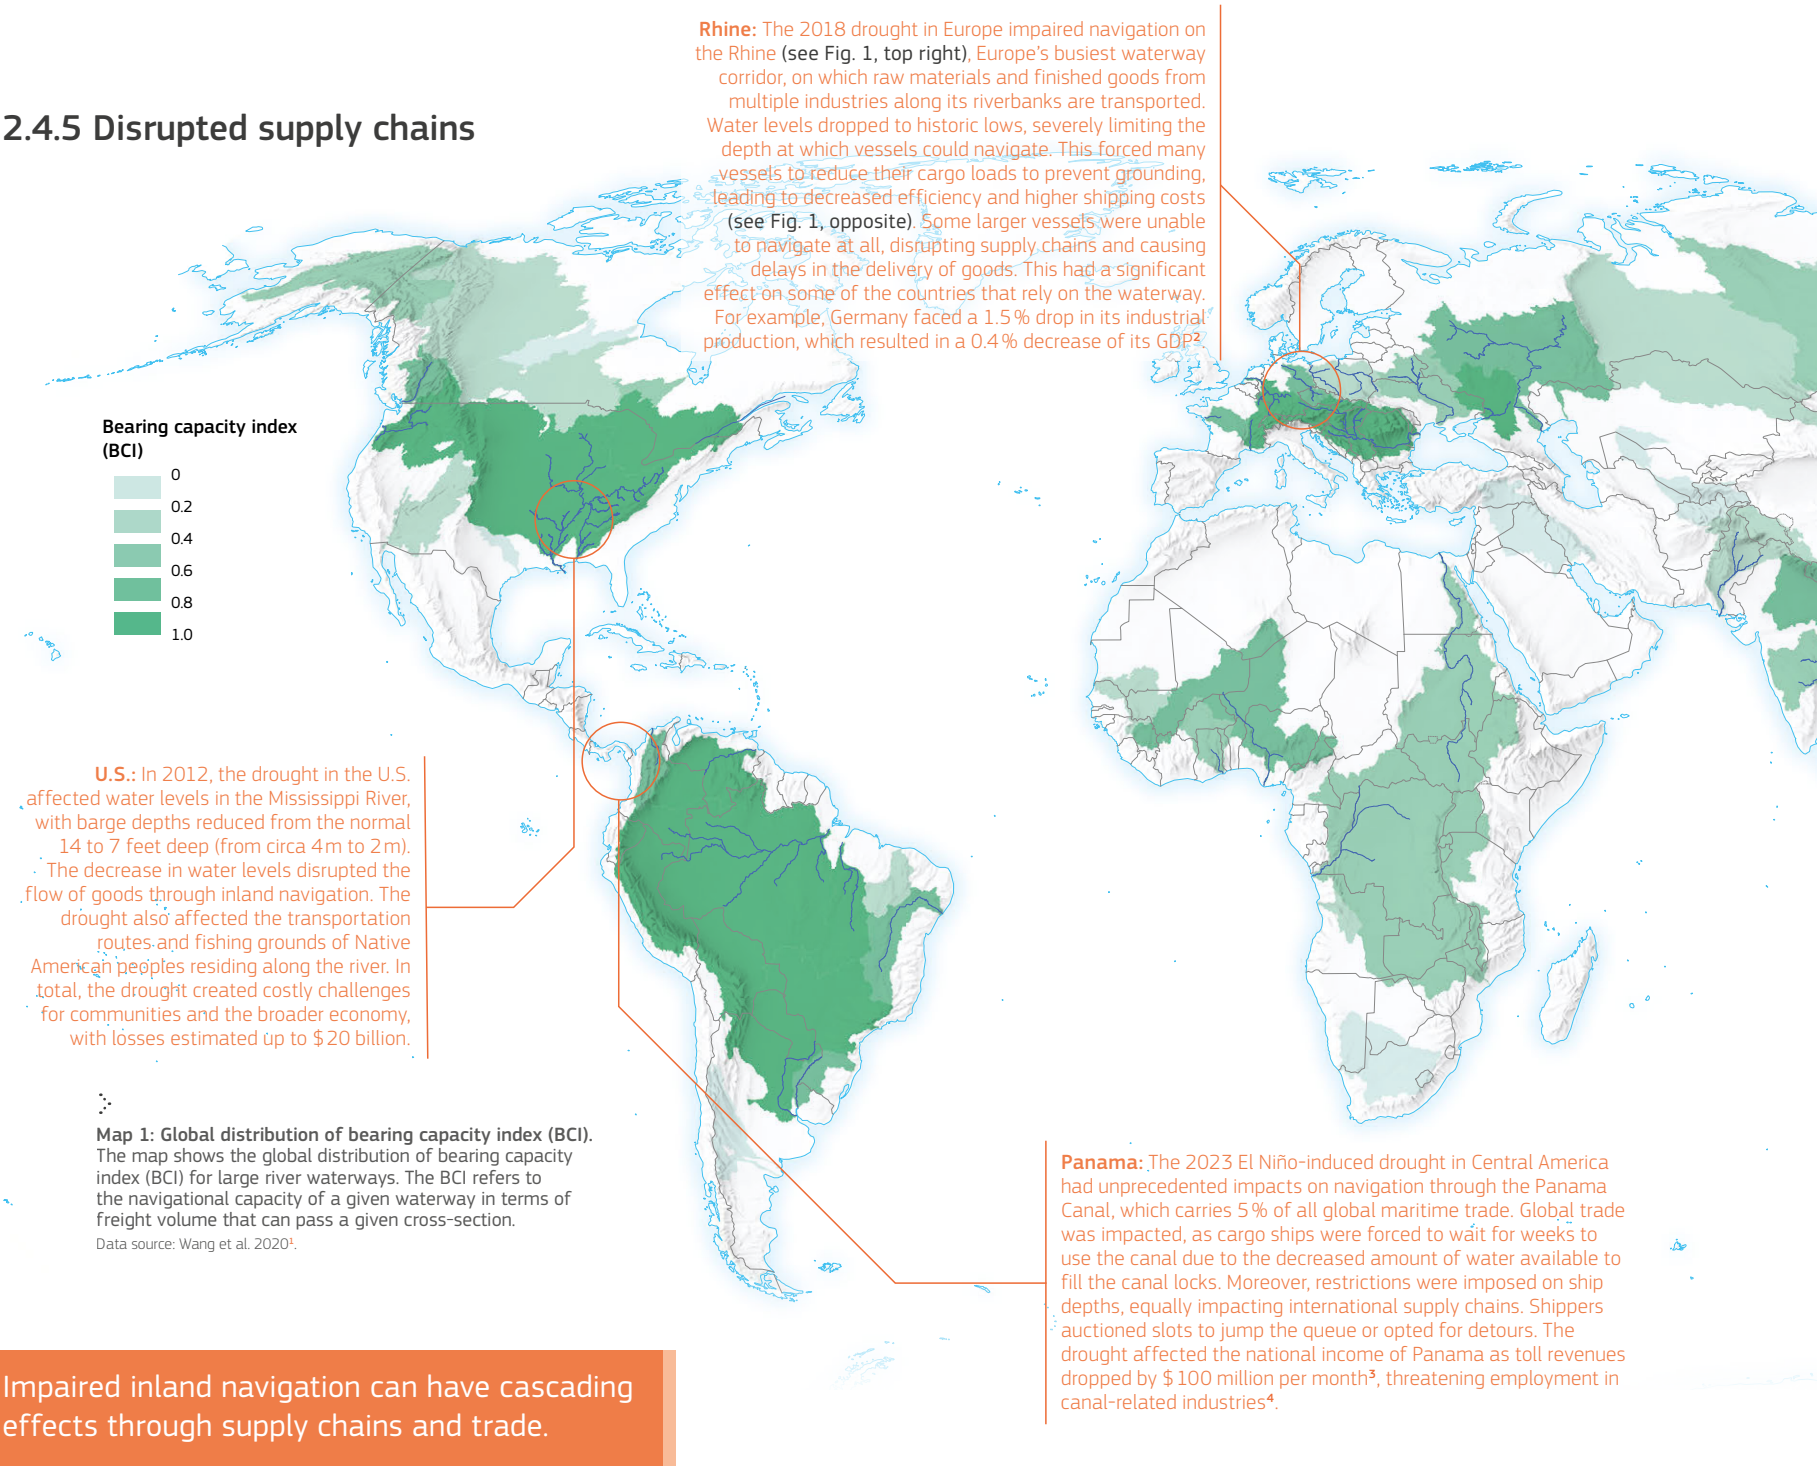 2.4.5 Disrupted supply chains
Rhine: The 2018 drought in Europe impaired navigation on
the Rhine (see Fig. 1, top right), Europe's busiest waterway
corridor, on which raw materials and finished goods from
multiple industries along its riverbanks are transported.
Water levels dropped to historic lows, severely limiting the
depth at which vessels could navigate. This forced many
vessels to reduce their cargo loads to prevent grounding,
leading to decreased efficiency and higher shipping costs
(see Fig. 1, opposite). Some larger vessels were unable
to navigate at all, disrupting supply chains and causing
delays in the delivery of goods. This had a significant
effect on some of the countries that rely on the waterway.
For example, Germany faced a 1.5 % drop in its industrial
production, which resulted in a 0.4 % decrease of its GDP²
Bearing capacity index
(BCI)
0
0.2
0.4
0.6
0.8
1.0
U.S.: In 2012, the drought in the U.S.
affected water levels in the Mississippi River,
with barge depths reduced from the normal
14 to 7 feet deep (from circa 4 m to 2 m).
The decrease in water levels disrupted the
flow of goods through inland navigation. The
drought also affected the transportation
routes and fishing grounds of Native
American peoples residing along the river. In
total, the drought created costly challenges
for communities and the broader economy,
with losses estimated up to $ 20 billion.
Map 1: Global distribution of bearing capacity index (BCI).
The map shows the global distribution of bearing capacity
index (BCI) for large river waterways. The BCI refers to
the navigational capacity of a given waterway in terms of
freight volume that can pass a given cross-section.
Data source: Wang et al. 2020¹.
Panama: The 2023 El Niño-induced drought in Central America
had unprecedented impacts on navigation through the Panama
Canal, which carries 5 % of all global maritime trade. Global trade
was impacted, as cargo ships were forced to wait for weeks to
use the canal due to the decreased amount of water available to
fill the canal locks. Moreover, restrictions were imposed on ship
depths, equally impacting international supply chains. Shippers
auctioned slots to jump the queue or opted for detours. The
drought affected the national income of Panama as toll revenues
dropped by $ 100 million per month³, threatening employment in
canal-related industries⁴.
Impaired inland navigation can have cascading
effects through supply chains and trade.